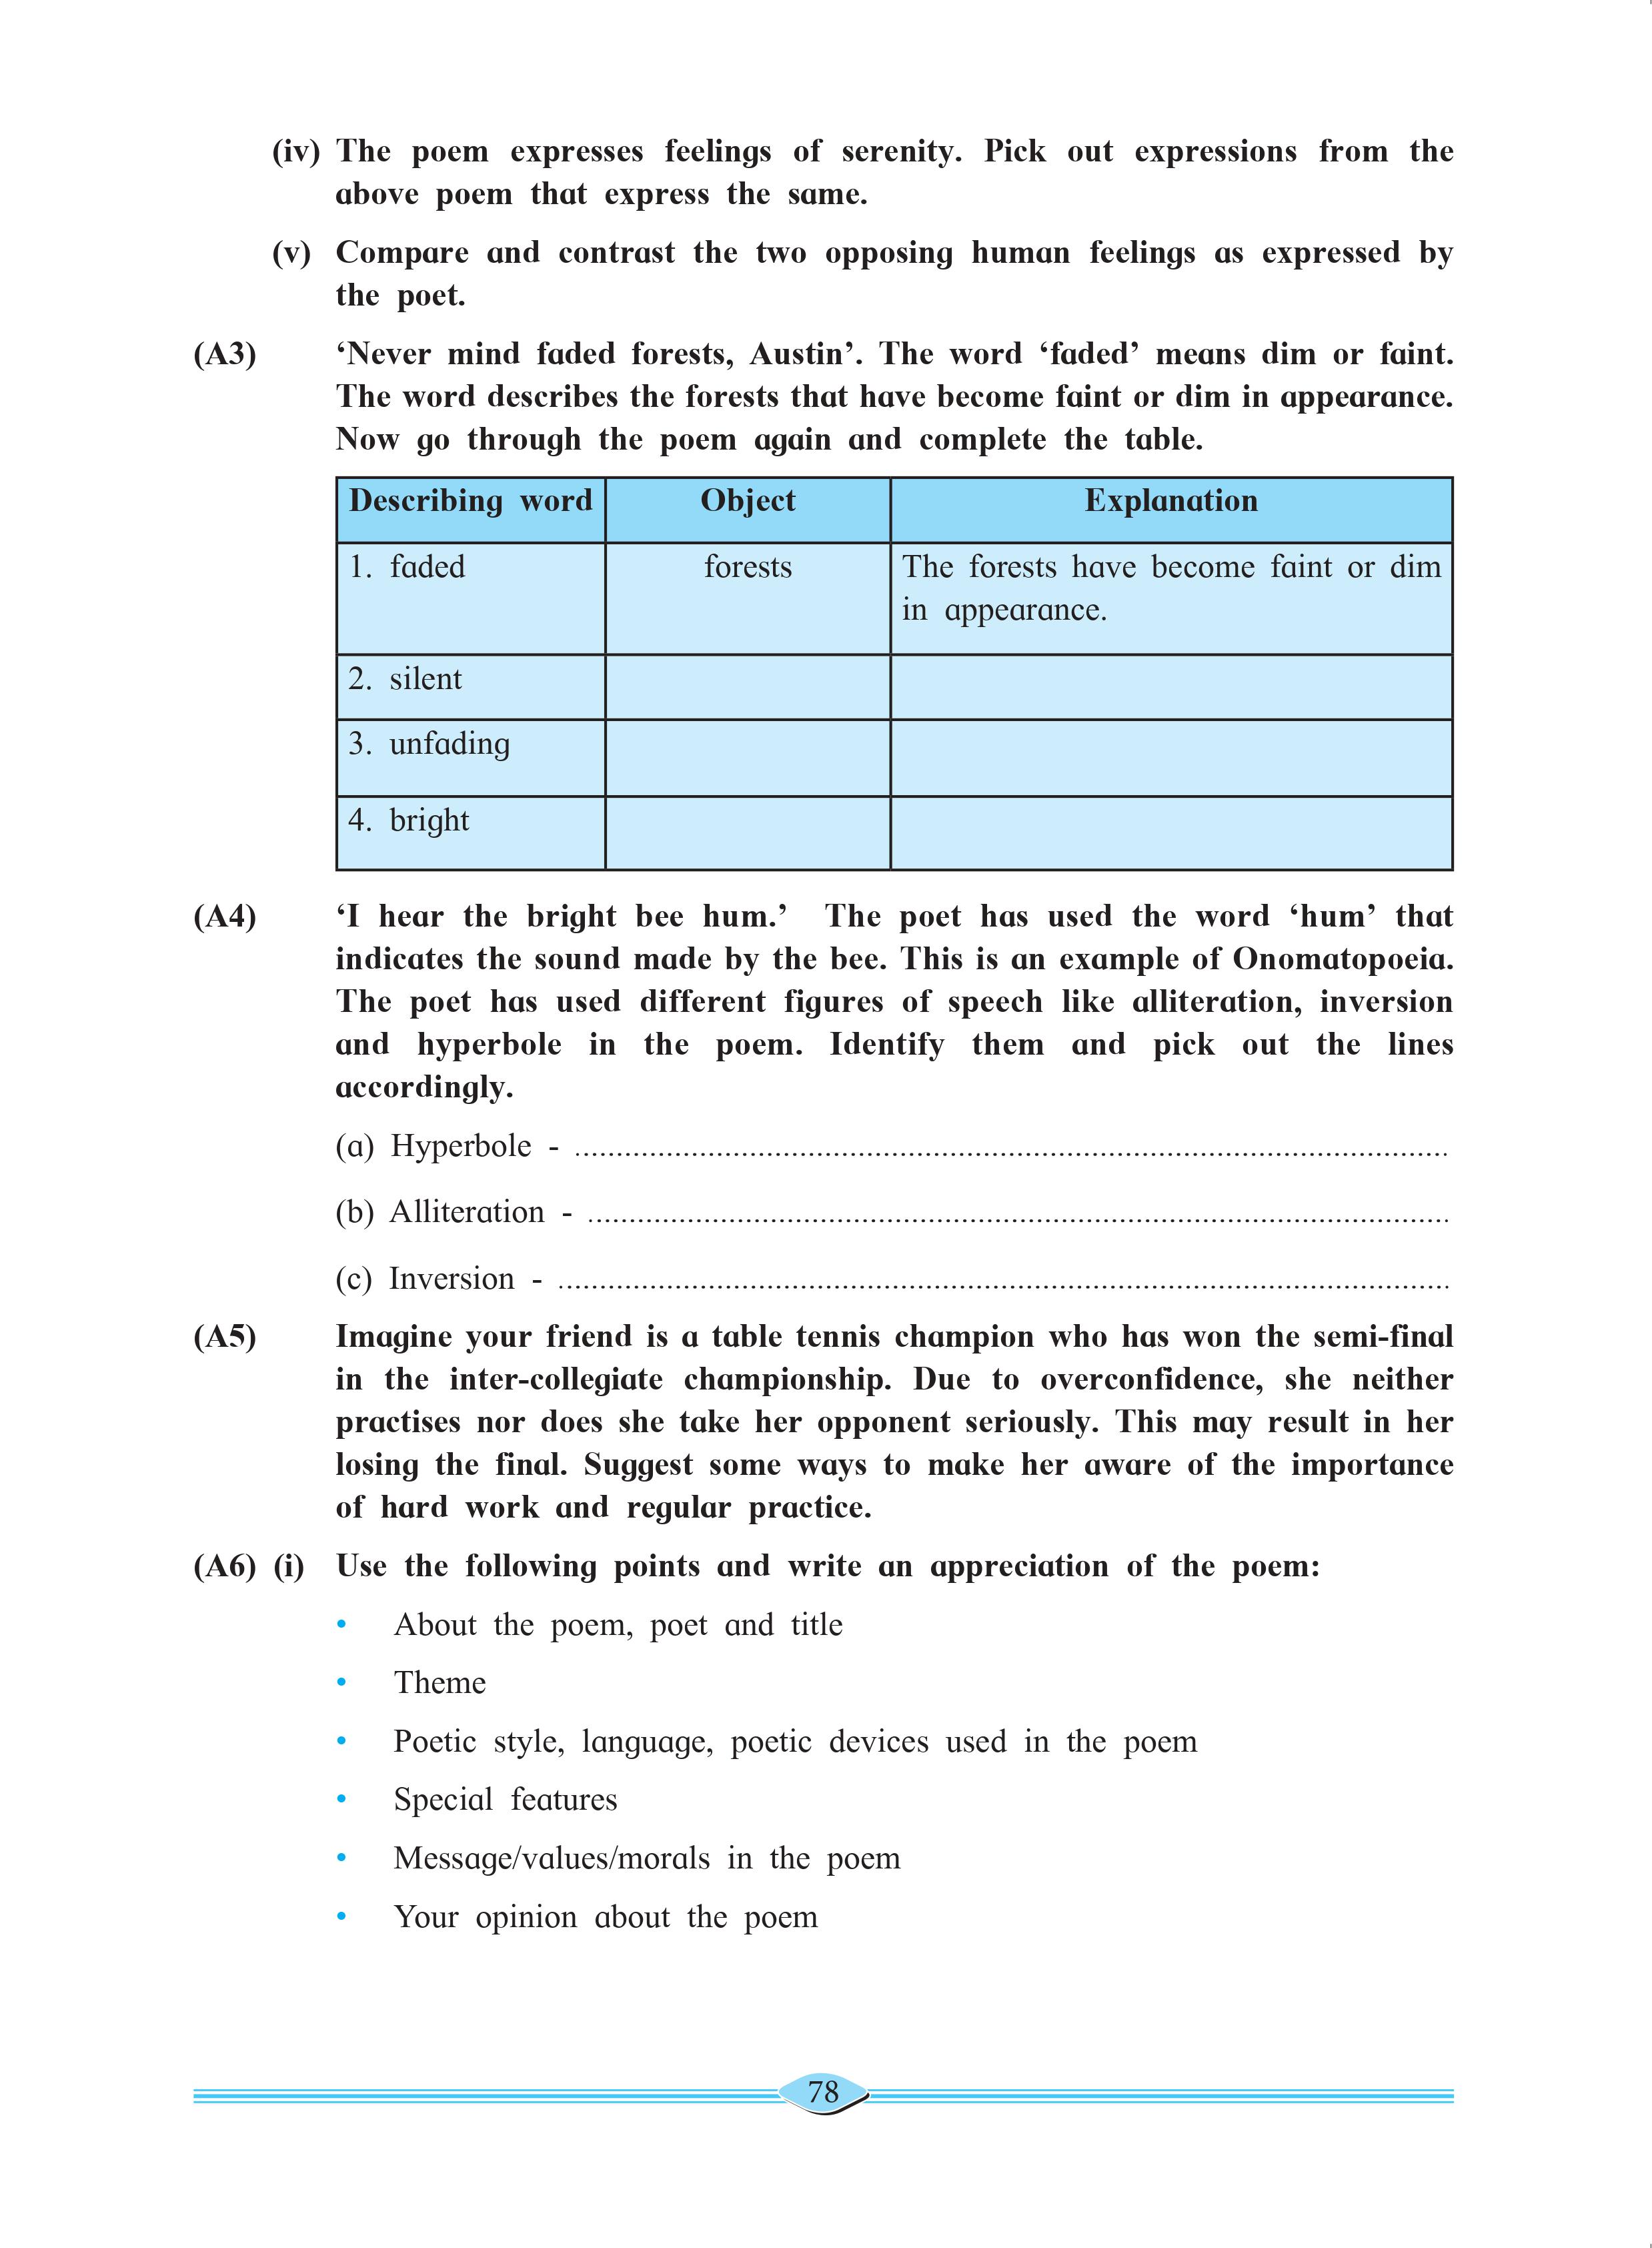 (iv) The poem expresses feelings of serenity. Pick out expressions from the
above poem that express the same.
(v) Compare and contrast the two opposing human feelings as expressed by
the poet.
(A3) ‘Never mind faded forests, Austin’. The word ‘faded’ means dim or faint.
The word describes the forests that have become faint or dim in appearance.
Now go through the poem again and complete the table.
Describing word Object Explanation
1. faded forests The forests have become faint or dim
in appearance.
2. silent
3. unfading
4. bright
(A4) ‘I hear the bright bee hum.’ The poet has used the word ‘hum’ that
indicates the sound made by the bee. This is an example of Onomatopoeia.
The poet has used different figures of speech like alliteration, inversion
and hyperbole in the poem. Identify them and pick out the lines
accordingly.
(a) Hyperbole - ..........................................................................................................
(b) Alliteration - ........................................................................................................
(c) Inversion - ............................................................................................................
(A5) Imagine your friend is a table tennis champion who has won the semi-final
in the inter-collegiate championship. Due to overconfidence, she neither
practises nor does she take her opponent seriously. This may result in her
losing the final. Suggest some ways to make her aware of the importance
of hard work and regular practice.
(A6) (i) Use the following points and write an appreciation of the poem:
• About the poem, poet and title
• Theme
• Poetic style, language, poetic devices used in the poem
• Special features
• Message/values/morals in the poem
• Your opinion about the poem
78